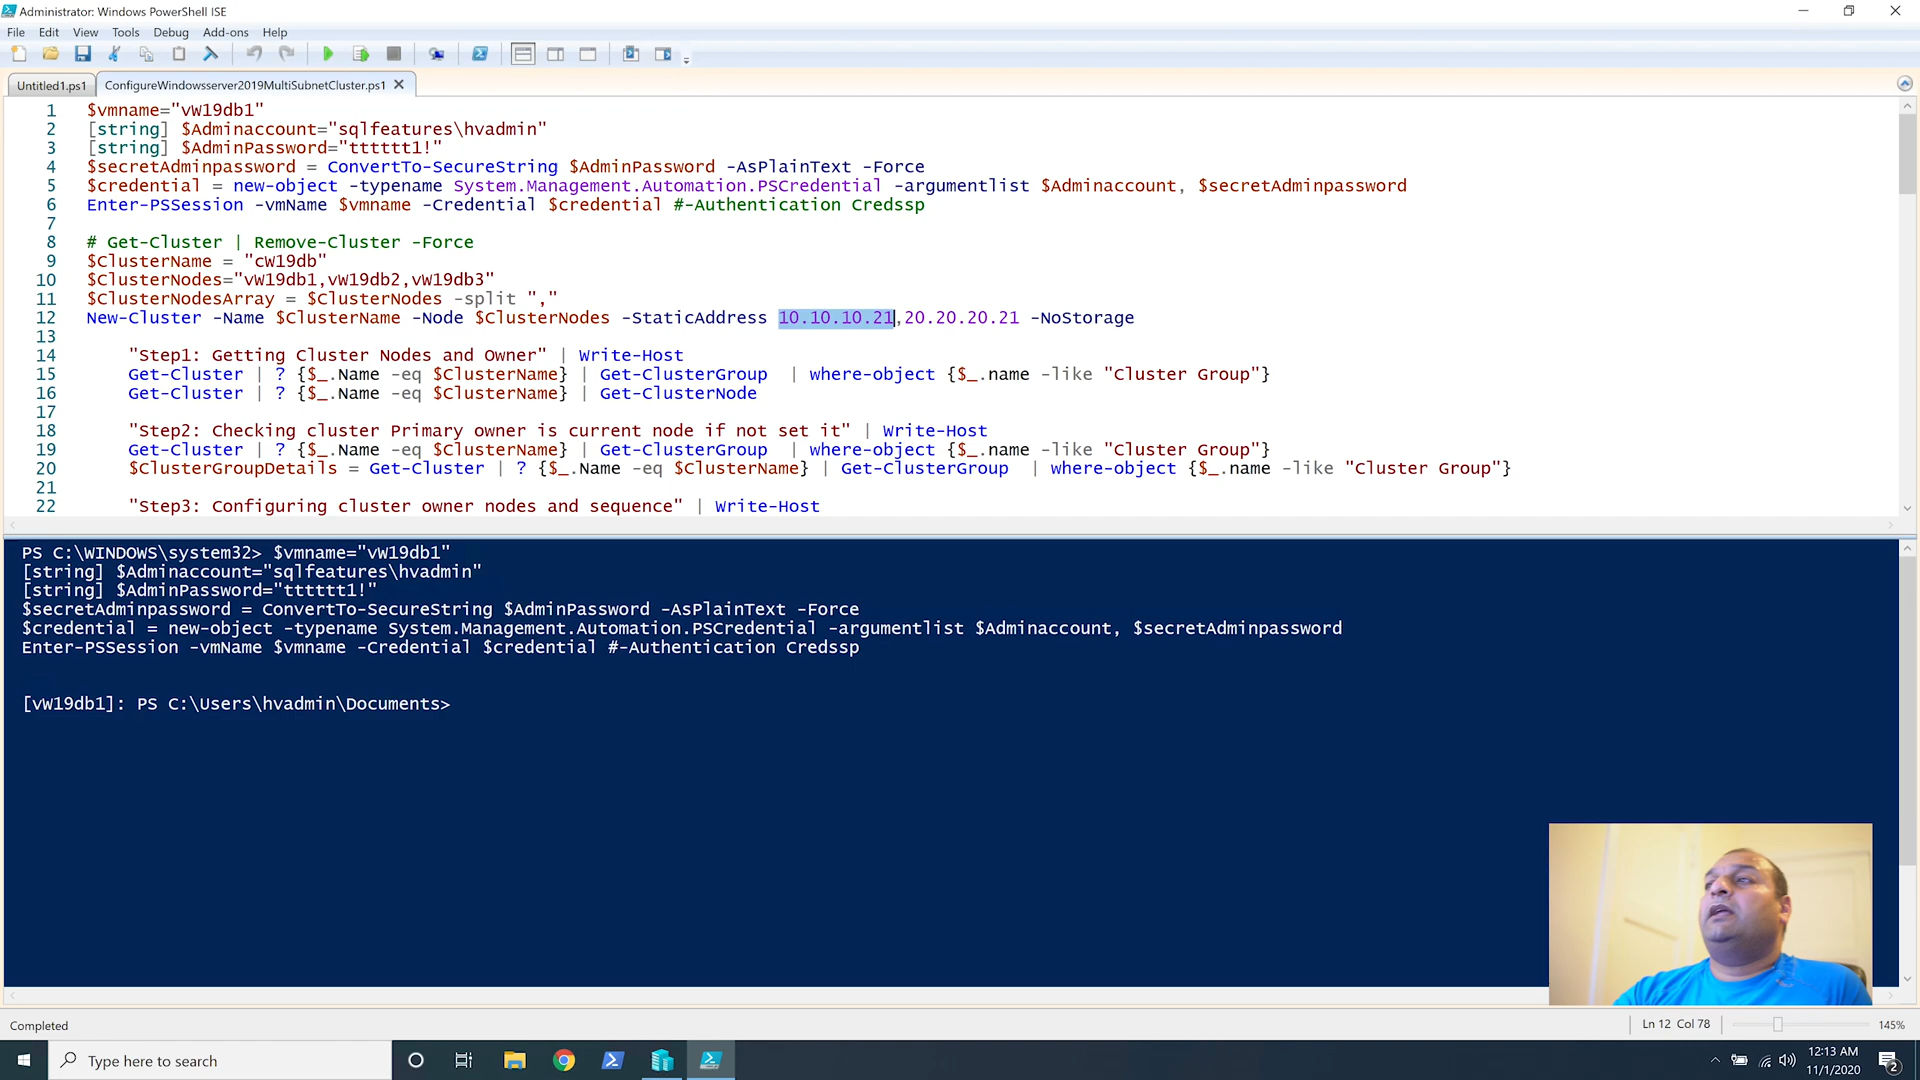 Administrator: Windows PowerShell ISE
File Edit View Tools Debug Add-ons Help
Untitled1.ps1 ConfigureWindowsserver2019MultiSubnetCluster.ps1
1 $vmname="vW19db1"
2 [string] $Adminaccount="sqlfeatures\hvadmin"
3 [string] $AdminPassword="tttttt1!"
4 $secretAdminpassword = ConvertTo-SecureString $AdminPassword -AsPlainText -Force
5 $credential = new-object -typename System.Management.Automation.PSCredential -argumentlist $Adminaccount, $secretAdminpassword
6 Enter-PSSession -vmName $vmname -Credential $credential #-Authentication Credssp
7
8 # Get-Cluster | Remove-Cluster -Force
9 $ClusterName = "cW19db"
10 $ClusterNodes="vW19db1,vW19db2,vW19db3"
11 $ClusterNodesArray = $ClusterNodes -split ","
12 New-Cluster -Name $ClusterName -Node $ClusterNodes -StaticAddress 10.10.10.21,20.20.20.21 -NoStorage
13
14 "Step1: Getting Cluster Nodes and Owner" | Write-Host
15 Get-Cluster | ? {$_.Name -eq $ClusterName} | Get-ClusterGroup | where-object {$_.name -like "Cluster Group"}
16 Get-Cluster | ? {$_.Name -eq $ClusterName} | Get-ClusterNode
17
18 "Step2: Checking cluster Primary owner is current node if not set it" | Write-Host
19 Get-Cluster | ? {$_.Name -eq $ClusterName} | Get-ClusterGroup | where-object {$_.name -like "Cluster Group"}
20 $ClusterGroupDetails = Get-Cluster | ? {$_.Name -eq $ClusterName} | Get-ClusterGroup | where-object {$_.name -like "Cluster Group"}
21
22 "Step3: Configuring cluster owner nodes and sequence" | Write-Host
PS C:\WINDOWS\system32> $vmname="vW19db1"
[string] $Adminaccount="sqlfeatures\hvadmin"
[string] $AdminPassword="tttttt1!"
$secretAdminpassword = ConvertTo-SecureString $AdminPassword -AsPlainText -Force
$credential = new-object -typename System.Management.Automation.PSCredential -argumentlist $Adminaccount, $secretAdminpassword
Enter-PSSession -vmName $vmname -Credential $credential #-Authentication Credssp
[vW19db1]: PS C:\Users\hvadmin\Documents>
Completed Ln 12 Col 78 145%
Type here to search
12:13 AM
11/1/2020
2